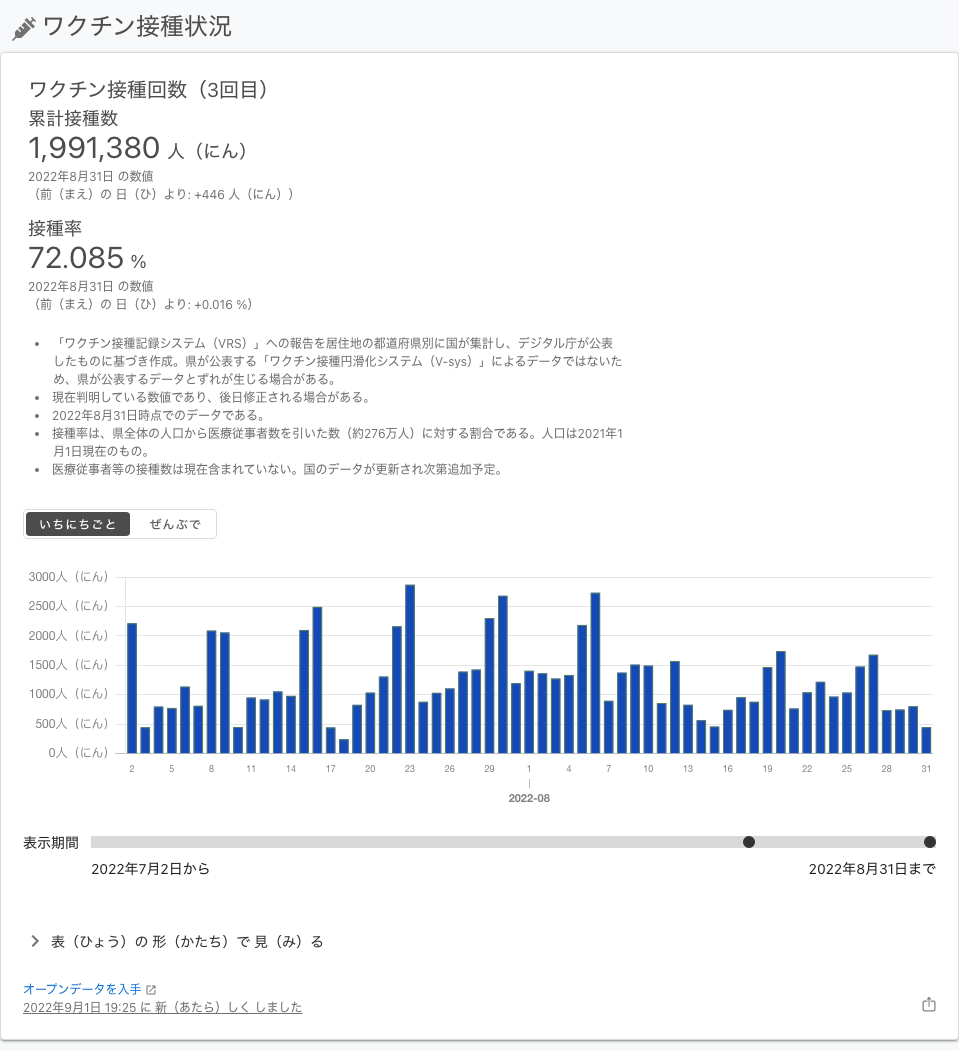 ワクチン接種状況
ワクチン接種回数（3回目）
累計接種数
1,991,380 人（にん）
2022年8月31日 の数値
（前（まえ）の 日（ひ）より: +446 人（にん））
接種率
72.085 %
2022年8月31日 の数値
（前（まえ）の 日（ひ）より: +0.016 %）
• 「ワクチン接種記録システム（VRS）」への報告を居住地の都道府県別に国が集計し、デジタル庁が公表
したものに基づき作成。県が公表する「ワクチン接種円滑化システム（V-sys）」によるデータではないた
め、県が公表するデータとずれが生じる場合がある。
• 現在判明している数値であり、後日修正される場合がある。
• 2022年8月31日時点でのデータである。
• 接種率は、県全体の人口から医療従事者数を引いた数（約276万人）に対する割合である。人口は2021年1
月1日現在のもの。
• 医療従事者等の接種数は現在含まれていない。国のデータが更新され次第追加予定。
いちにちごと ぜんぶで
3000人（にん）
2500人（にん）
2000人（にん）
1500人（にん）
1000人（にん）
500人（にん）
0人（にん）
2 5 8 11 14 17 20 23 26 29 1 4 7 10 13 16 19 22 25 28 31
2022-08
表示期間
2022年7月2日から 2022年8月31日まで
表（ひょう）の 形（かたち）で 見（み）る
オープンデータを入手
2022年9月1日 19:25 に 新（あたら）しく しました